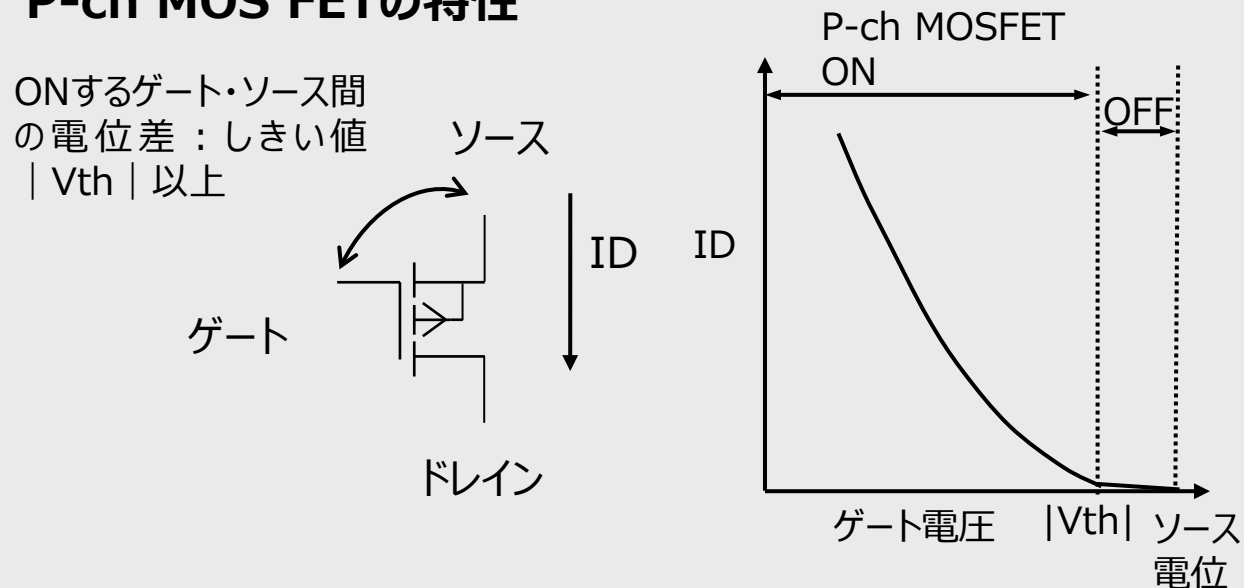 P-ch MOS FETの特性
ONするゲート・ソース間
の電位差：しきい値
｜Vth｜以上
ソース
ID
ゲート
ドレイン
P-ch MOSFET
ON
OFF
ID
ゲート電圧
|Vth|
ソース
電位